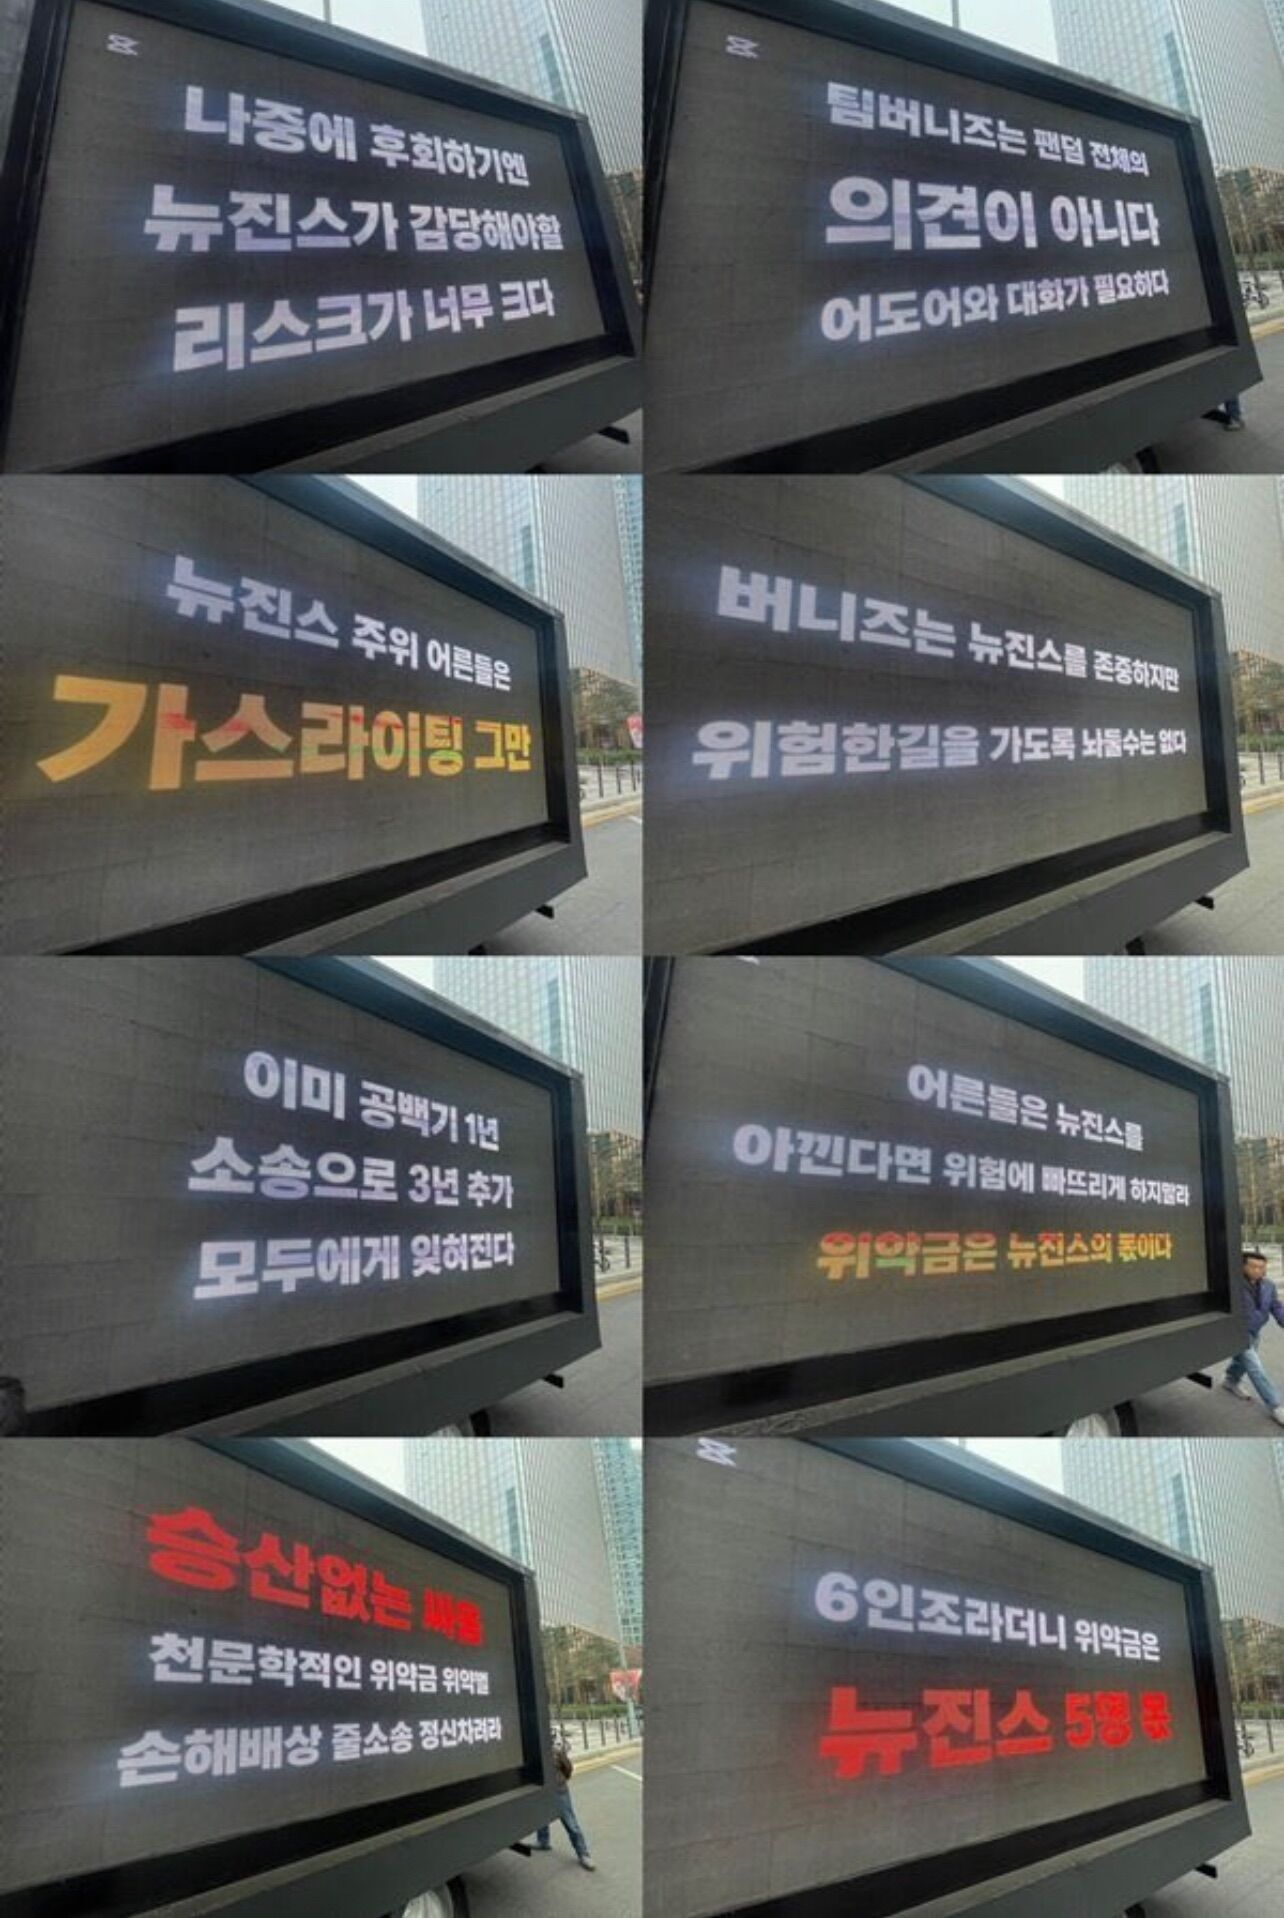 나중에 후회하기엔
뉴진스가 감당해야할
리스크가 너무 크다
팀버니즈는 팬덤 전체의
의견이 아니다
어도어와 대화가 필요하다
뉴진스 주위 어른들은
가스라이팅 그만
버니즈는 뉴진스를 존중하지만
위험한길을 가도록 놔둘수는 없다
이미 공백기 1년
소송으로 3년 추가
모두에게 잊혀진다
어른들은 뉴진스를
아낀다면 위험에 빠뜨리게 하지말라
위약금은 뉴진스의 몫이다
승산없는 싸움
천문학적인 위약금 위약벌
손해배상 줄소송 정신차려라
6인조라더니 위약금은
뉴진스 5명 몫